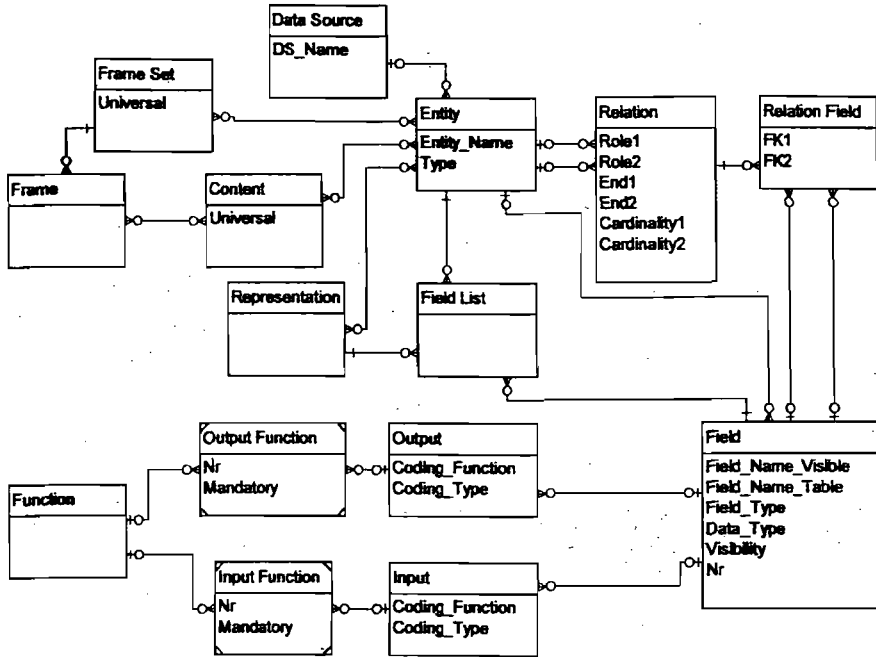 Data Source
DS_Name
Frame Set
Universal
Entity
Entity_Name
Type
Relation
Role1
Role2
End1
End2
Cardinality1
Cardinality2
Relation Field
FK1
FK2
Frame
Content
Universal
Representation
Field List
Output Function
Nr
Mandatory
Output
Coding_Function
Coding_Type
Field
Field_Name_Visible
Field_Name_Table
Field_Type
Data_Type
Visibility
Nr
Function
Input Function
Nr
Mandatory
Input
Coding_Function
Coding_Type